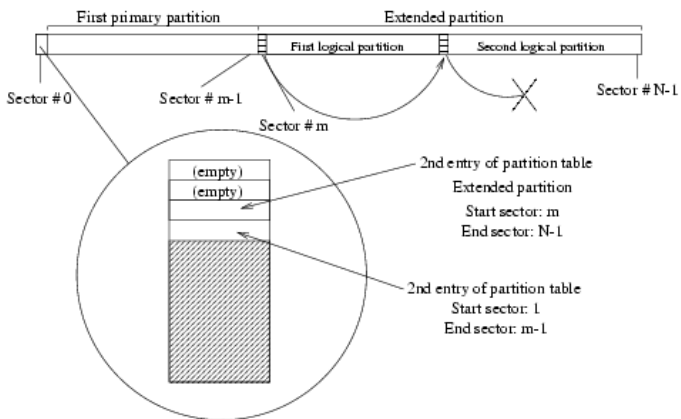 First primary partition
Extended partition
First logical partition
Second logical partition
Sector # 0
Sector # m-1
Sector # m
Sector # N-1
(empty)
(empty)
2nd entry of partition table
Extended partition
Start sector: m
End sector: N-1
2nd entry of partition table
Start sector: 1
End sector: m-1